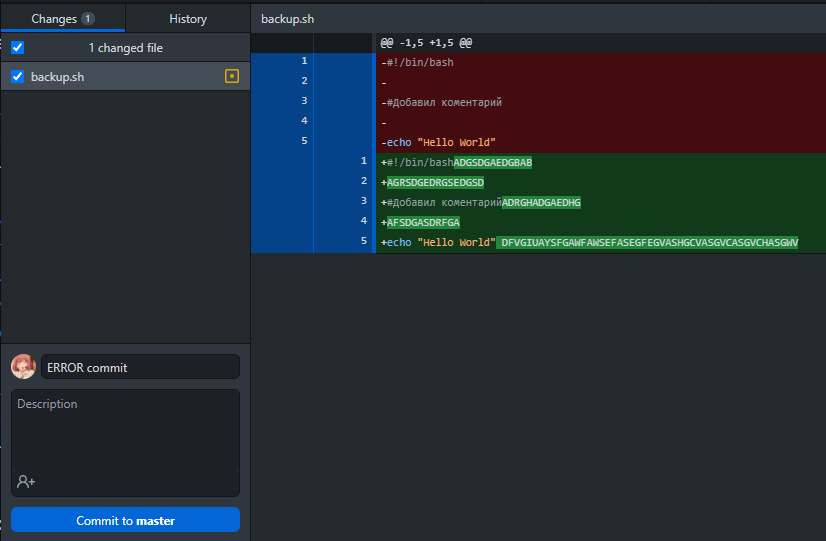 Changes 1
History
backup.sh
1 changed file
backup.sh
@@ -1,5 +1,5 @@
1 -#!/bin/bash
2 -
3 -#Добавил коментарий
4 -
5 -echo "Hello World"
1 +#!/bin/bashADGSDGAEDGBAB
2 +AGRSDGEDRGSEDGSD
3 +#Добавил коментарийADRGHADGAEDHG
4 +AFSDGASDRFGA
5 +echo "Hello World" DFVGIUAYSFGAWFAWSEFASEGFEGVASHGCVASGVCASGVCHASGWV
ERROR commit
Description
Commit to master